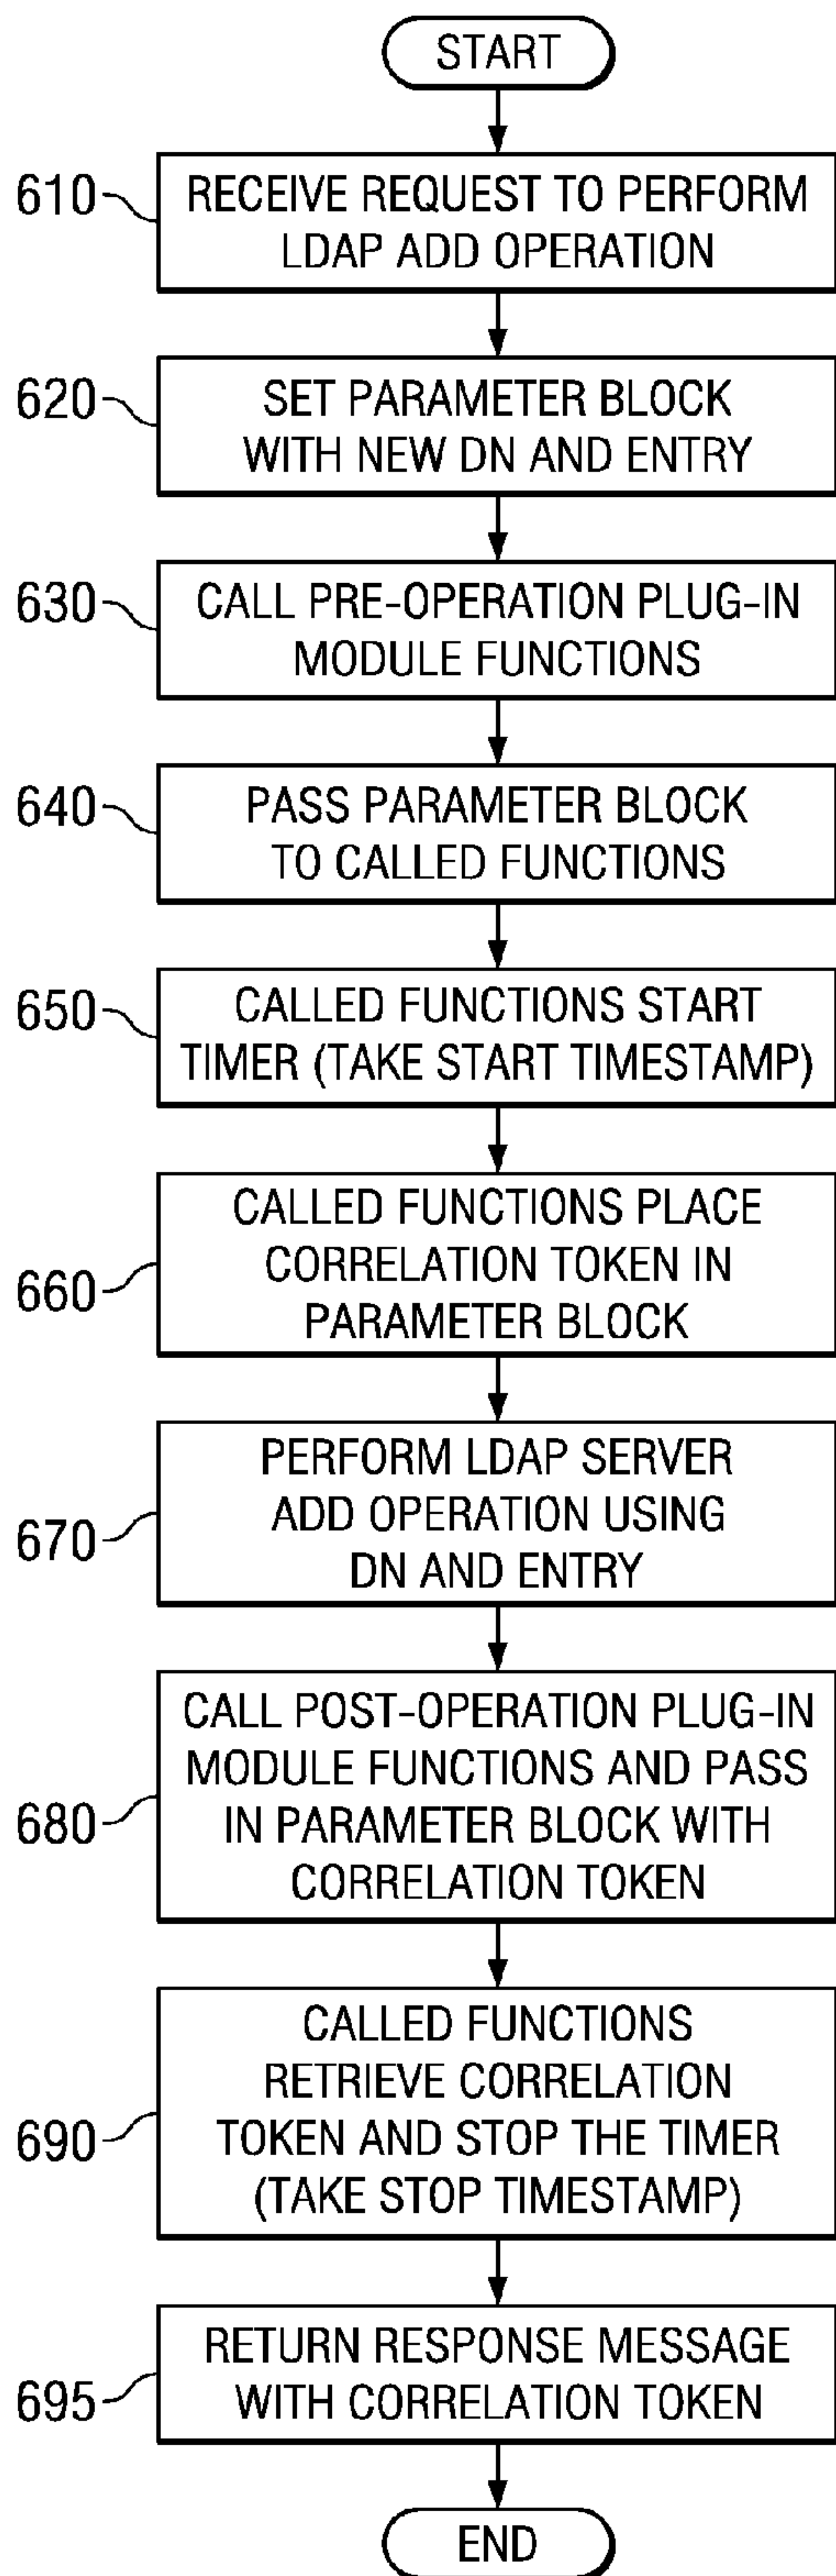 START
610
RECEIVE REQUEST TO PERFORM
LDAP ADD OPERATION
620
SET PARAMETER BLOCK
WITH NEW DN AND ENTRY
630
CALL PRE-OPERATION PLUG-IN
MODULE FUNCTIONS
640
PASS PARAMETER BLOCK
TO CALLED FUNCTIONS
650
CALLED FUNCTIONS START
TIMER (TAKE START TIMESTAMP)
660
CALLED FUNCTIONS PLACE
CORRELATION TOKEN IN
PARAMETER BLOCK
670
PERFORM LDAP SERVER
ADD OPERATION USING
DN AND ENTRY
680
CALL POST-OPERATION PLUG-IN
MODULE FUNCTIONS AND PASS
IN PARAMETER BLOCK WITH
CORRELATION TOKEN
690
CALLED FUNCTIONS
RETRIEVE CORRELATION
TOKEN AND STOP THE TIMER
(TAKE STOP TIMESTAMP)
695
RETURN RESPONSE MESSAGE
WITH CORRELATION TOKEN
END